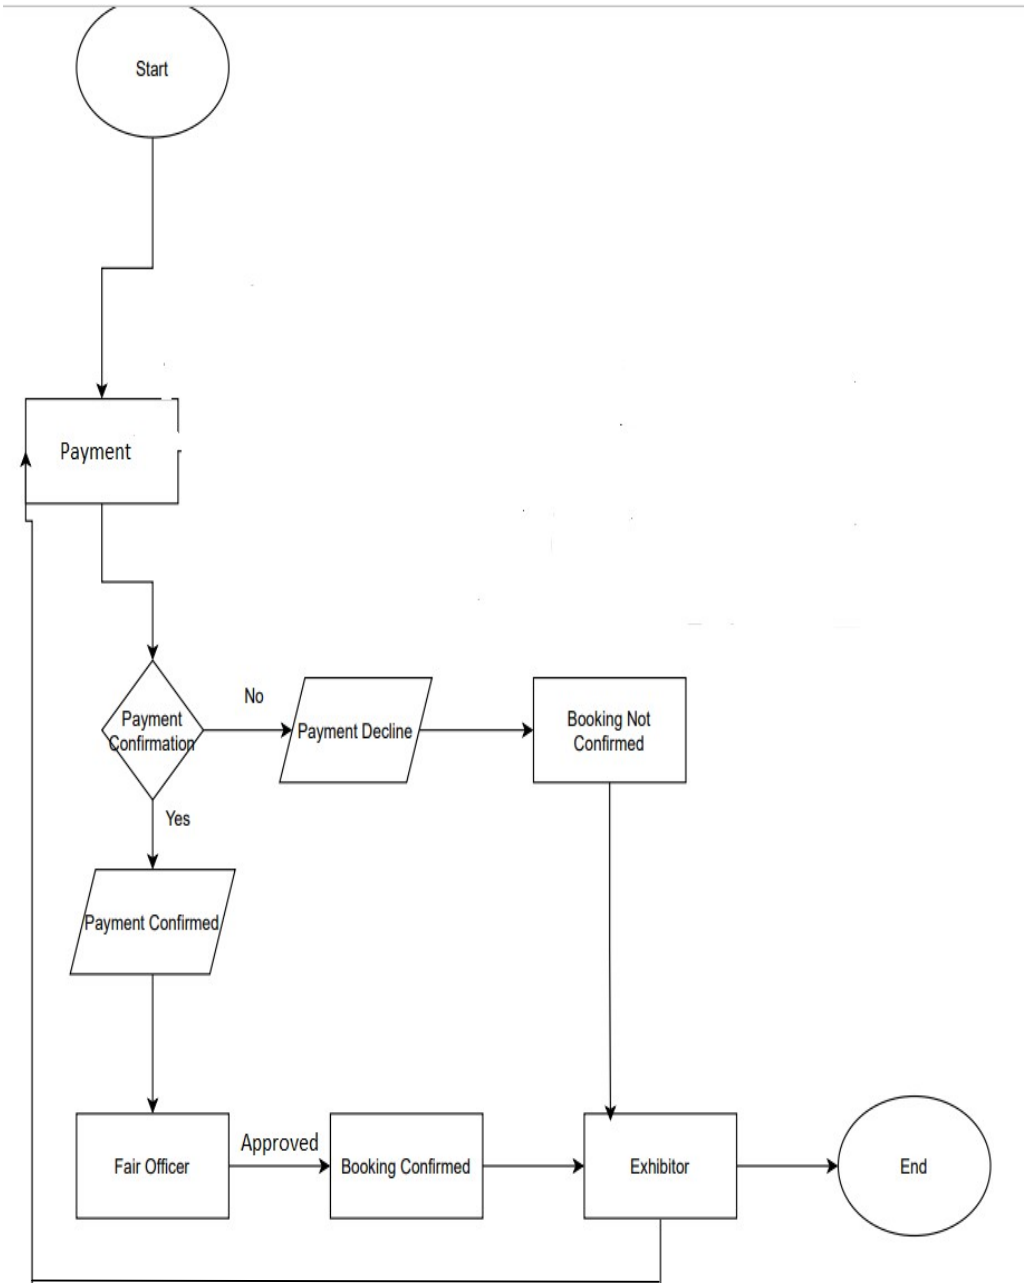 Start
Payment
Payment
Confirmation
No
Payment Decline
Booking Not
Confirmed
Yes
Payment Confirmed
Fair Officer
Approved
Booking Confirmed
Exhibitor
End